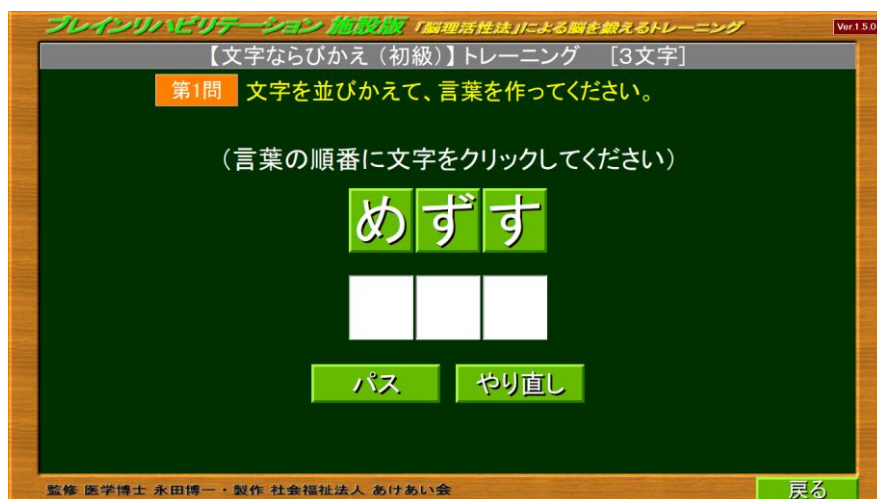 ブレインリハビリテーション 施設版 「脳理活性法」による脳を鍛えるトレーニング Ver.1.5.0
【文字ならびかえ（初級）】トレーニング [3文字]
第1問 文字を並びかえて、言葉を作ってください。
（言葉の順番に文字をクリックしてください）
めずす
パス やり直し
監修 医学博士 永田博一・製作 社会福祉法人 あけあい会 戻る